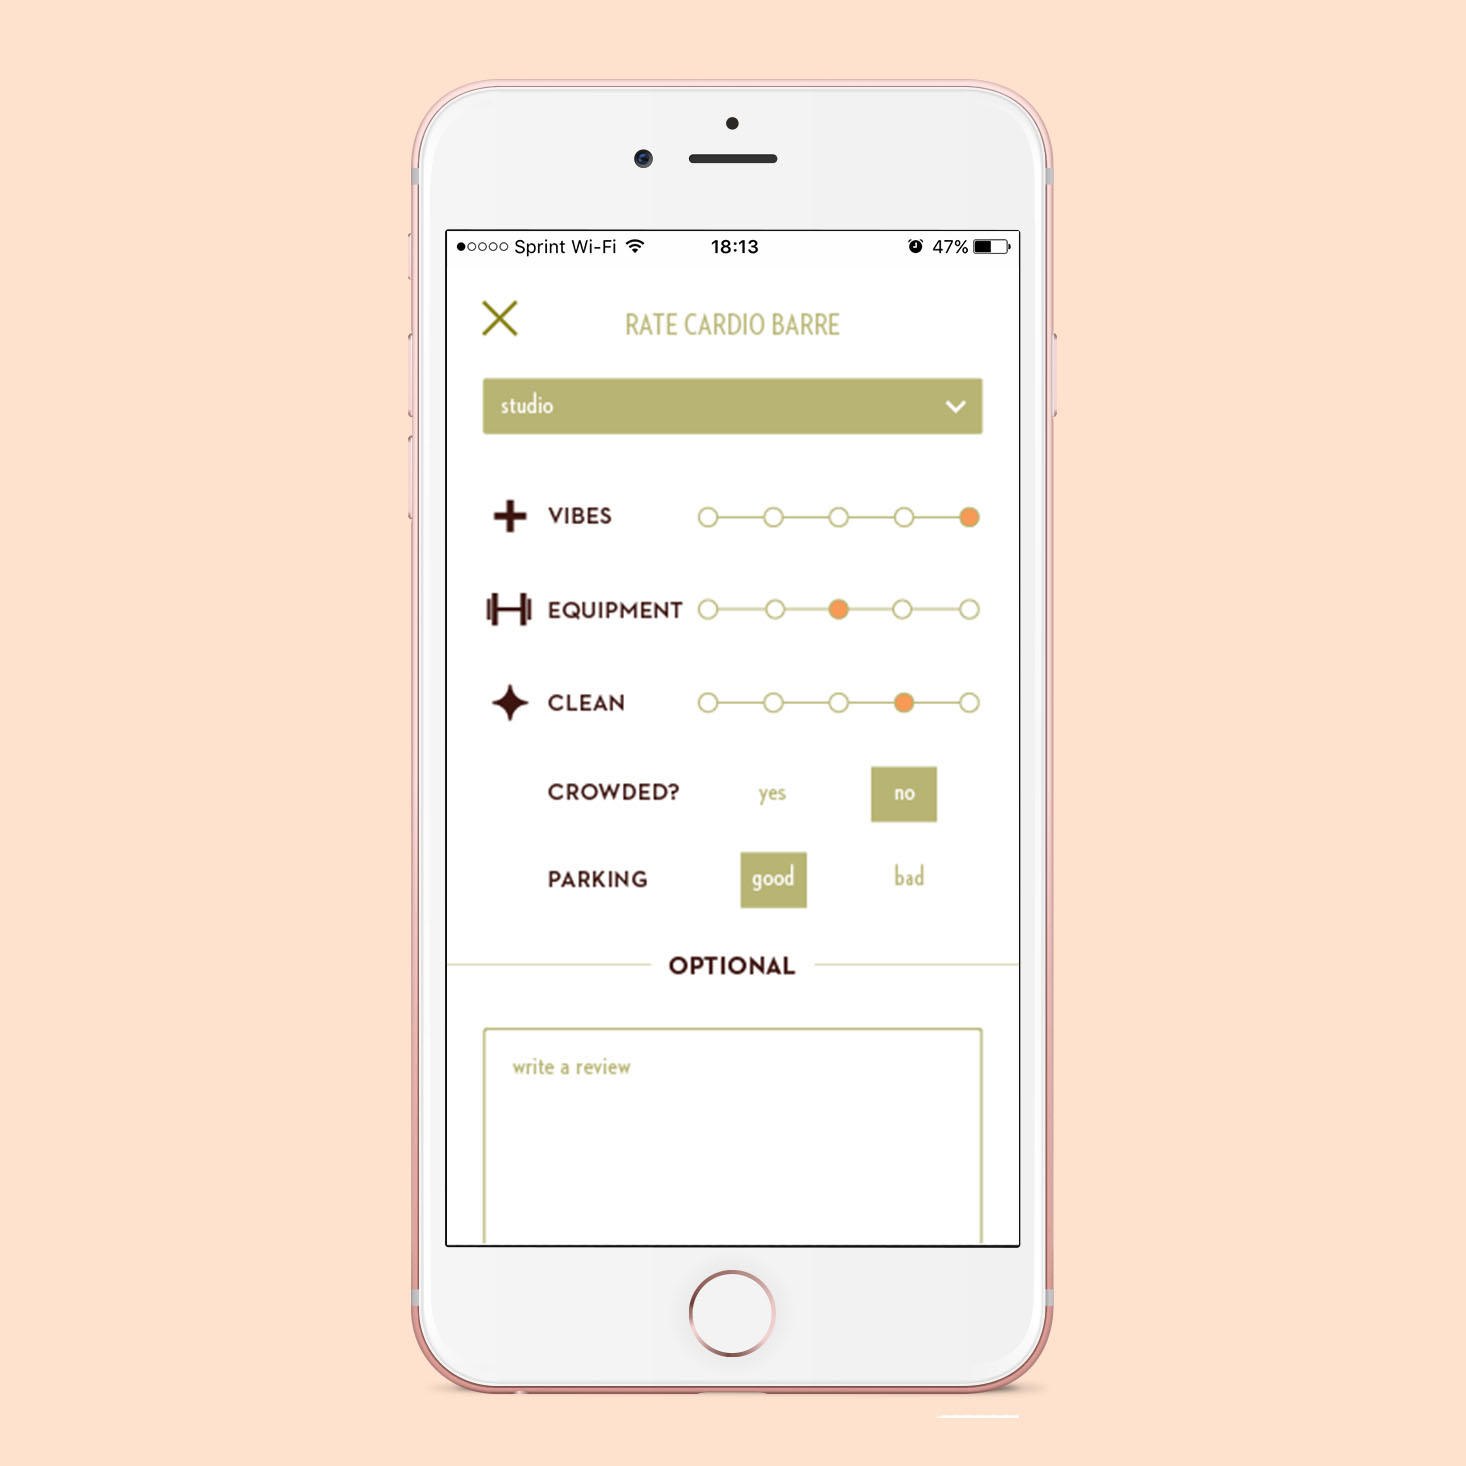 Sprint Wi-Fi 18:13 47%
RATE CARDIO BARRE
studio
VIBES
EQUIPMENT
CLEAN
CROWDED? yes no
PARKING good bad
OPTIONAL
write a review